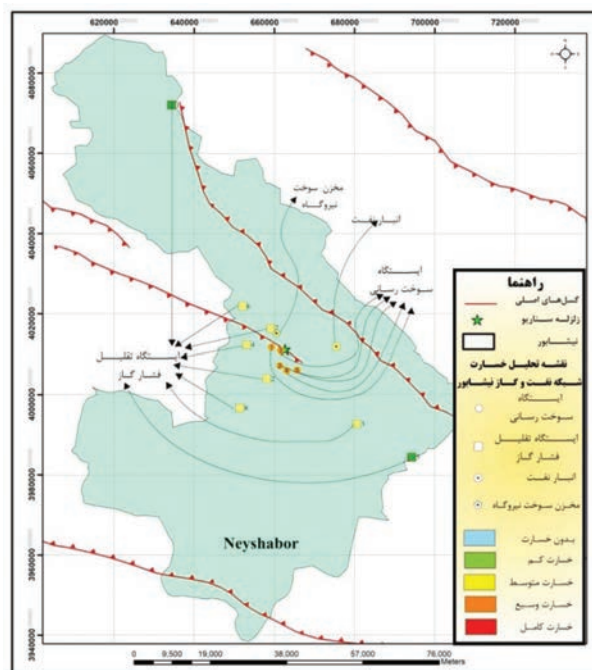 620000 640000 660000 680000 700000 720000
4080000
4060000
4040000
4020000
4000000
3980000
3960000
3940000
مخزن سوخت
نیروگاه
انبار نفت
ایستگاه
سوخت رسانی
ایستگاه تقلیل
فشار گاز
Neyshabor
راهنما
گسل‌های اصلی
زلزله سناریو
نیشابور
نقشه تحلیل خسارت
شبکه نفت و گاز نیشابور
ایستگاه
سوخت رسانی
ایستگاه تقلیل
فشار گاز
انبار نفت
مخزن سوخت نیروگاه
بدون خسارت
خسارت کم
خسارت متوسط
خسارت وسیع
خسارت کامل
0 9,500 19,000 38,000 57,000 76,000
Meters